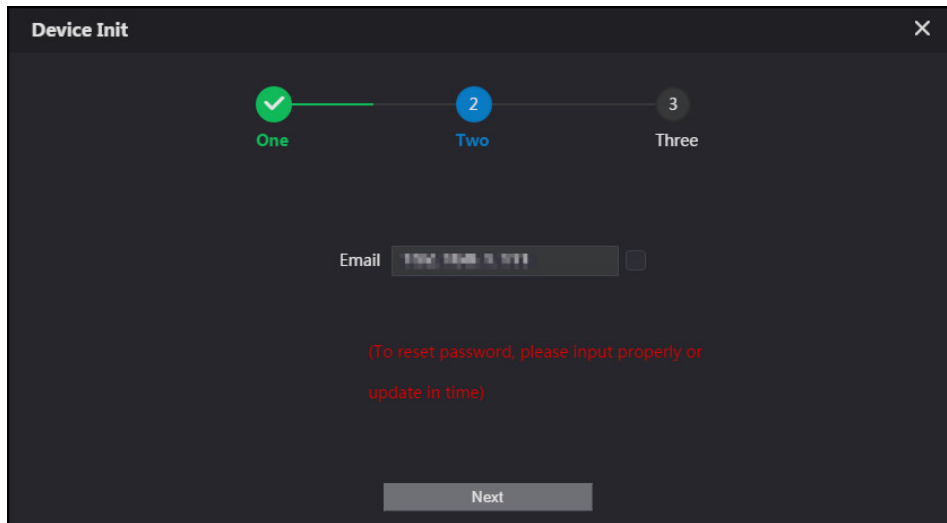 Device Init
2
3
One
Two
Three
Email
(To reset password, please input properly or
update in time)
Next